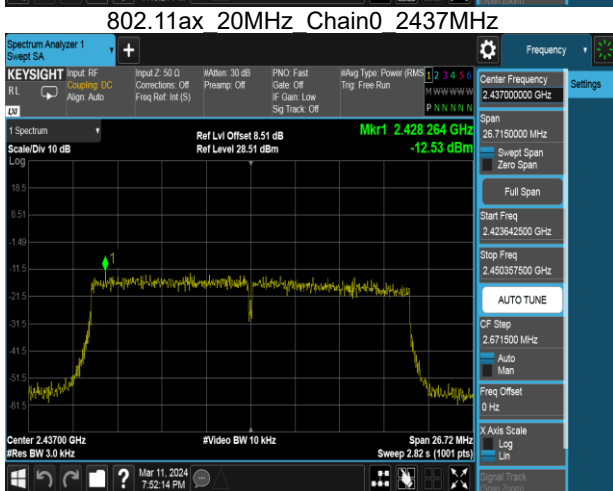 802.11ax_20MHz_Chain0_2437MHz
Spectrum Analyzer 1
Swept SA
Frequency
KEYSIGHT
RL
Input: RF
Coupling: DC
Align: Auto
Input Z: 50 Ω
Corrections: Off
Freq Ref: Int (S)
#Atten: 30 dB
Preamp: Off
PNO: Fast
Gate: Off
IF Gain: Low
Sig Track: Off
#Avg Type: Power (RMS
Trig: Free Run
1 2 3 4 5 6
M W W W W W
P N N N N N
1 Spectrum
Scale/Div 10 dB
Ref Lvl Offset 8.51 dB
Ref Level 28.51 dBm
Mkr1 2.428 264 GHz
-12.53 dBm
Log
18.5
8.51
-1.49
-11.5
-21.5
-31.5
-41.5
-51.5
-61.5
1
Center 2.43700 GHz
#Res BW 3.0 kHz
#Video BW 10 kHz
Span 26.72 MHz
Sweep 2.82 s (1001 pts)
Mar 11, 2024
7:52:14 PM
Center Frequency
2.437000000 GHz
Span
26.7150000 MHz
Swept Span
Zero Span
Full Span
Start Freq
2.423642500 GHz
Stop Freq
2.450357500 GHz
AUTO TUNE
CF Step
2.671500 MHz
Auto
Man
Freq Offset
0 Hz
X Axis Scale
Log
Lin
Signal Track
(Span Zoom)
Settings